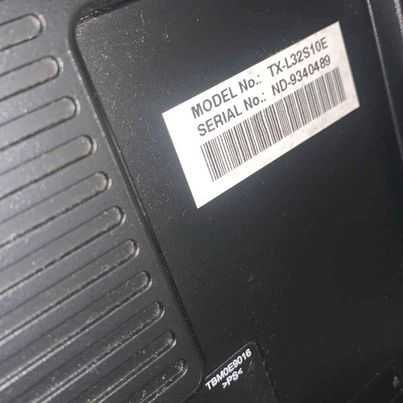 MODEL No.: TX-L32S10E
SERIAL No.: ND-9340489
TBM0E9016
>PS<